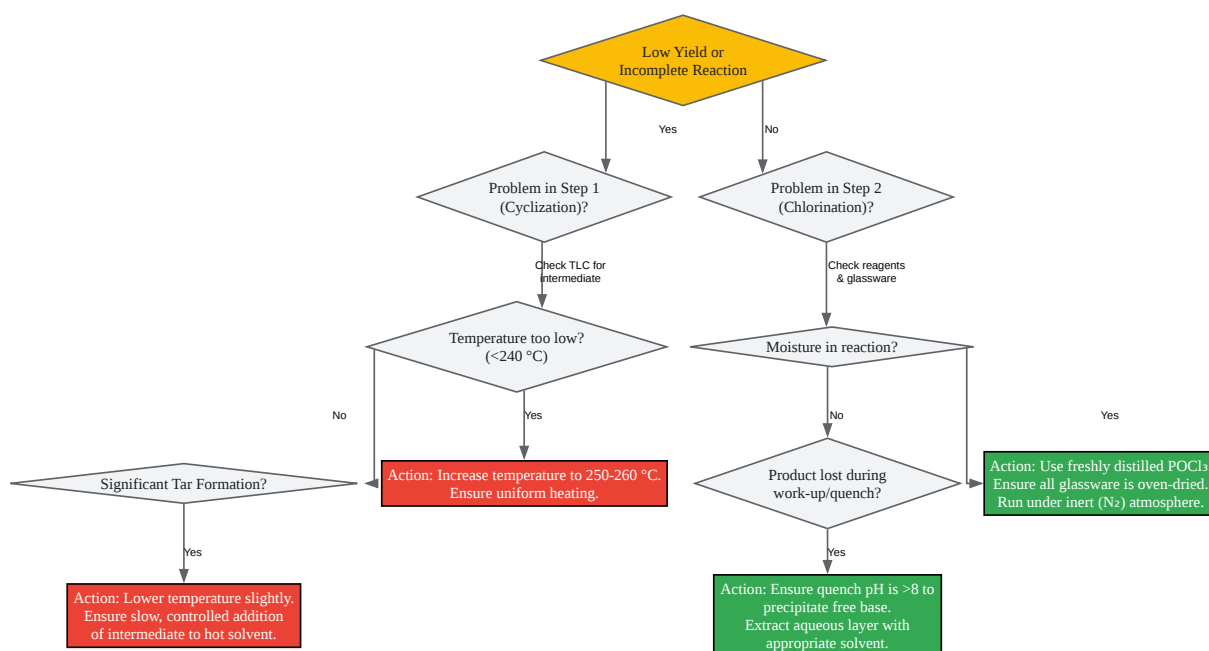 Low Yield or
Incomplete Reaction
Yes
No
Problem in Step 1
(Cyclization)?
Problem in Step 2
(Chlorination)?
Check TLC for
intermediate
Check reagents
& glassware
Temperature too low?
(<240 °C)
Moisture in reaction?
No
Yes
No
Yes
Significant Tar Formation?
Action: Increase temperature to 250-260 °C.
Ensure uniform heating.
Product lost during
work-up/quench?
Action: Use freshly distilled POCl₃
Ensure all glassware is oven-dried.
Run under inert (N₂) atmosphere.
Yes
Yes
Action: Lower temperature slightly.
Ensure slow, controlled addition
of intermediate to hot solvent.
Action: Ensure quench pH is >8 to
precipitate free base.
Extract aqueous layer with
appropriate solvent.